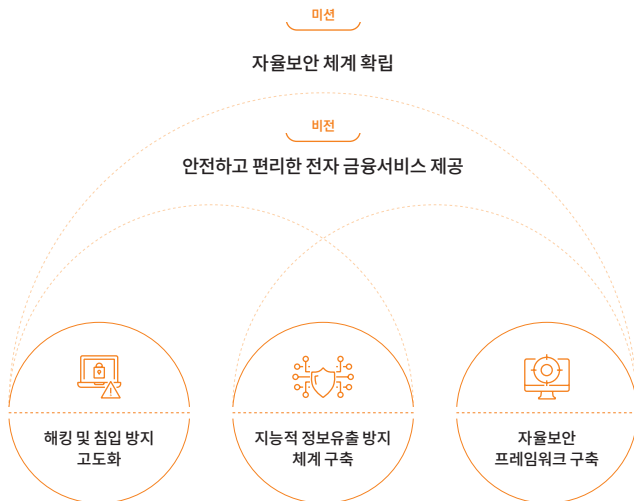 미션
자율보안 체계 확립
비전
안전하고 편리한 전자 금융서비스 제공
해킹 및 침입 방지
고도화
지능적 정보유출 방지
체계 구축
자율보안
프레임워크 구축